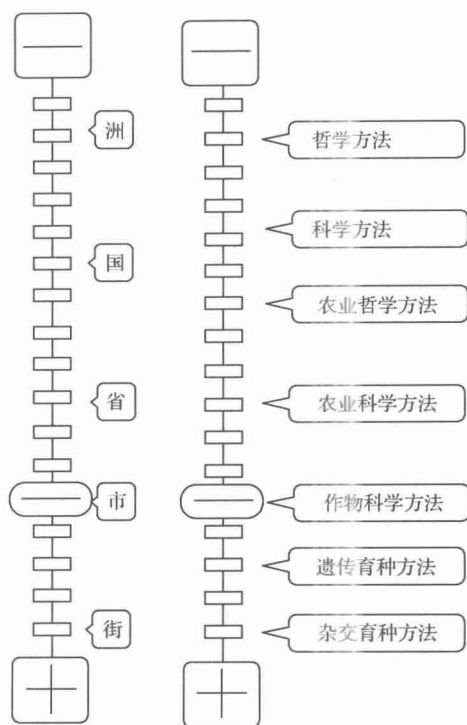 洲
国
省
市
街
哲学方法
科学方法
农业哲学方法
农业科学方法
作物科学方法
遗传育种方法
杂交育种方法